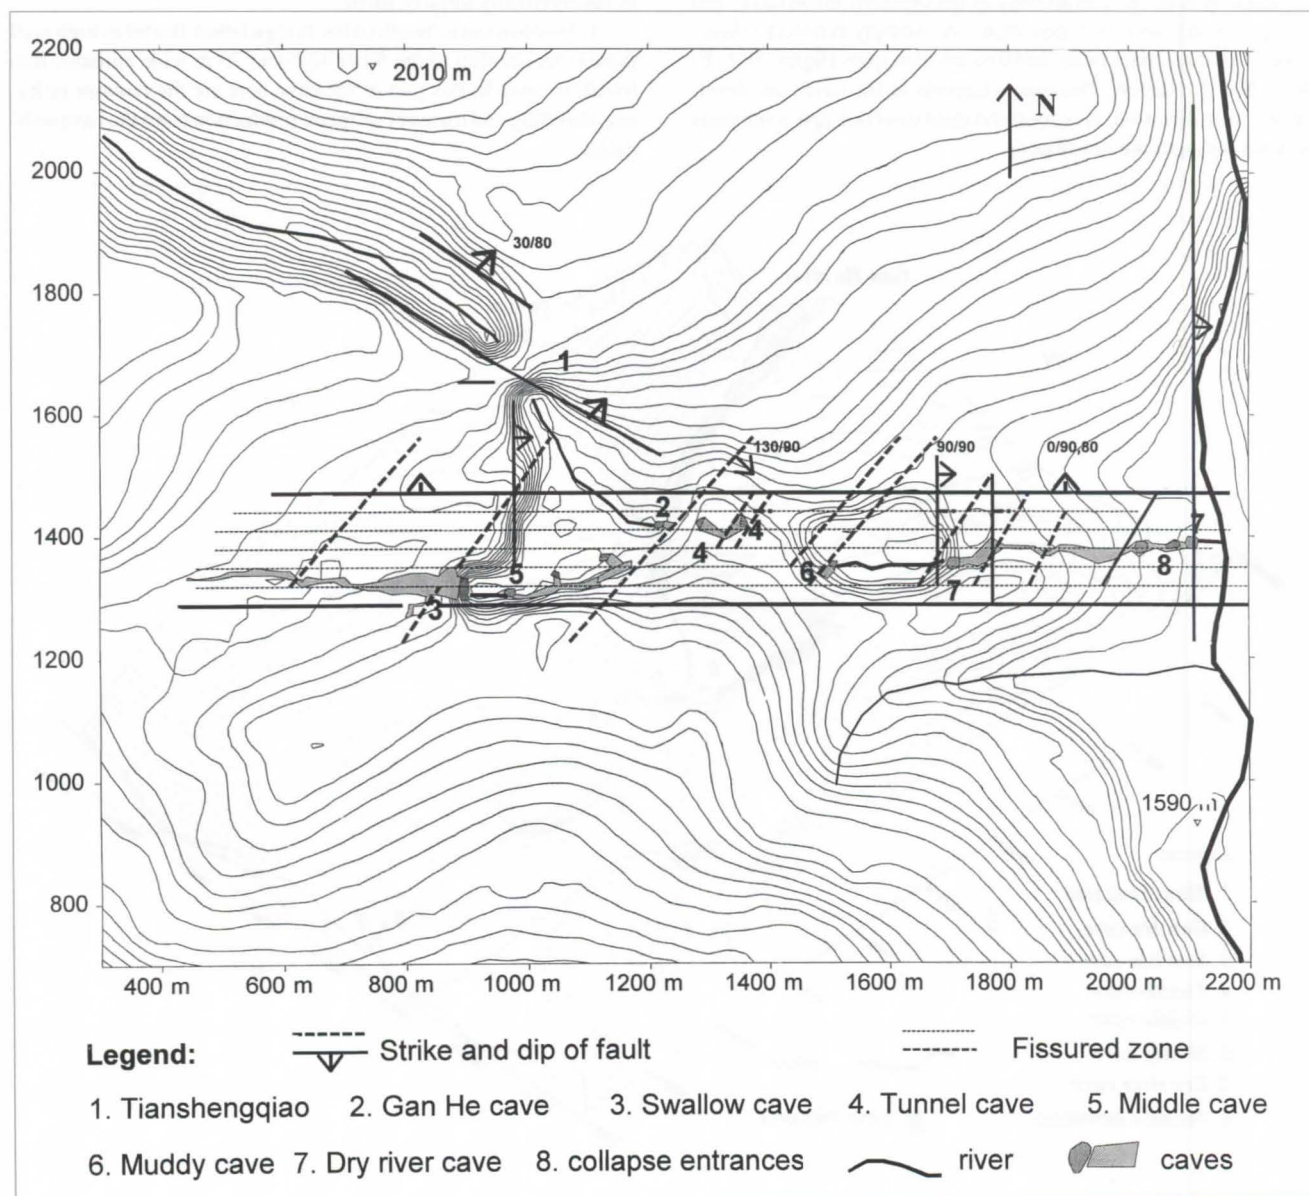 2200
2010 m
N
2000
30/80
1800
1
1600
130/90 90/90 0/90,80
2
1400
4 4
5 6 7 8
3
1200
1000
1590 m
800
400 m 600 m 800 m 1000 m 1200 m 1400 m 1600 m 1800 m 2000 m 2200 m
Legend: Strike and dip of fault Fissured zone
1. Tianshengqiao 2. Gan He cave 3. Swallow cave 4. Tunnel cave 5. Middle cave
6. Muddy cave 7. Dry river cave 8. collapse entrances river caves